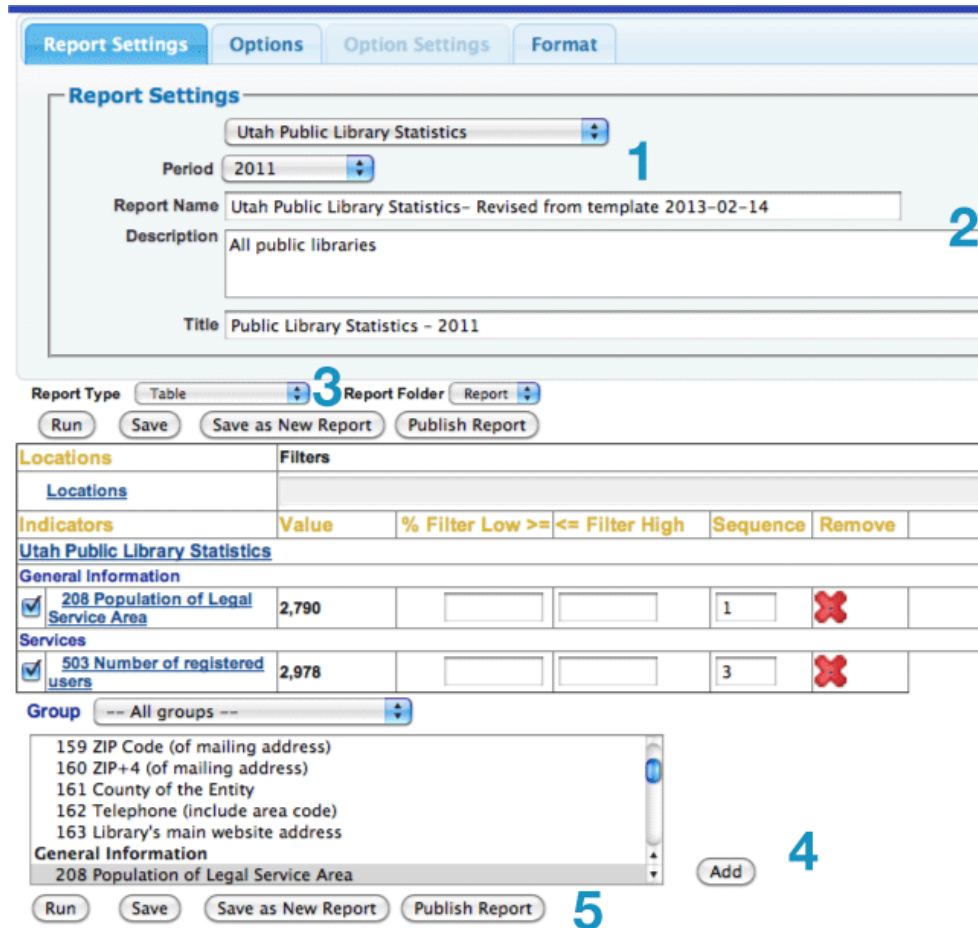 Report Settings Options Option Settings Format
Report Settings
Utah Public Library Statistics
1
Period 2011
Report Name Utah Public Library Statistics- Revised from template 2013-02-14
2
Description All public libraries
Title Public Library Statistics - 2011
Report Type Table 3 Report Folder Report
Run Save Save as New Report Publish Report
Locations Filters
Locations
Indicators Value % Filter Low >= <= Filter High Sequence Remove
Utah Public Library Statistics
General Information
208 Population of Legal Service Area 2,790 1
Services
503 Number of registered users 2,978 3
Group -- All groups --
159 ZIP Code (of mailing address)
160 ZIP+4 (of mailing address)
161 County of the Entity
162 Telephone (include area code)
163 Library's main website address
General Information
208 Population of Legal Service Area
Add 4
Run Save Save as New Report Publish Report 5